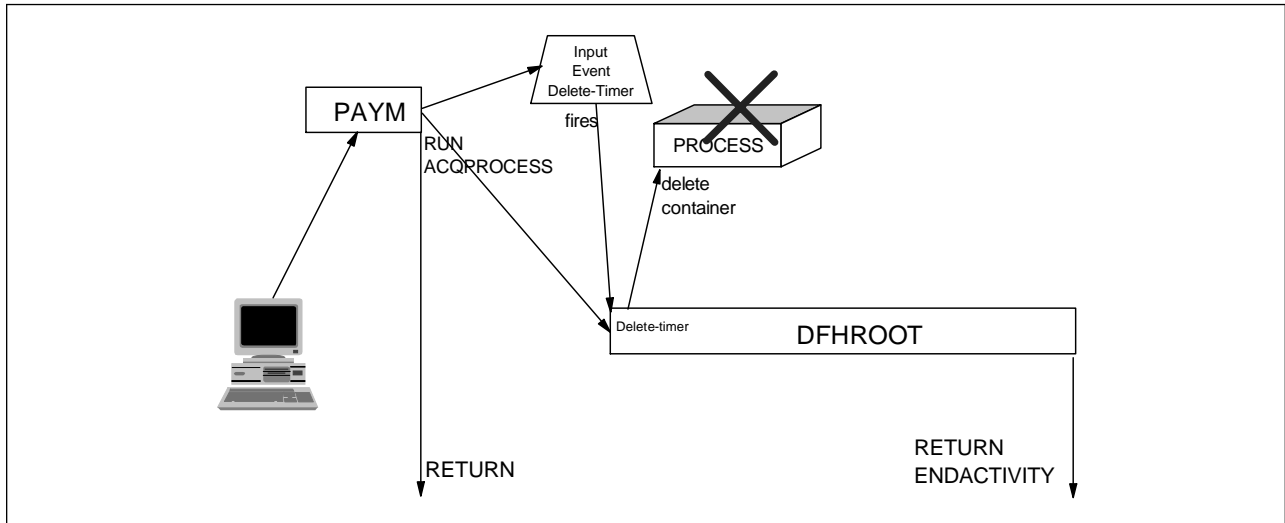 Input
Event
Delete-Timer
fires
PAYM
RUN
ACQPROCESS
PROCESS
delete
container
Delete-timer
DFHROOT
RETURN
RETURN
ENDACTIVITY